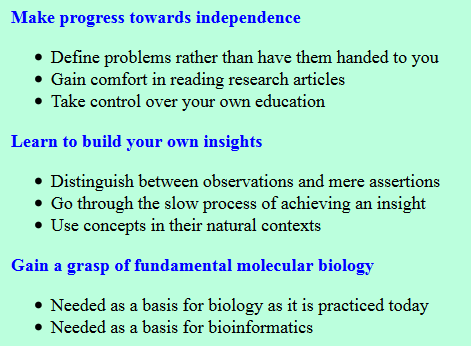 Make progress towards independence
• Define problems rather than have them handed to you
• Gain comfort in reading research articles
• Take control over your own education
Learn to build your own insights
• Distinguish between observations and mere assertions
• Go through the slow process of achieving an insight
• Use concepts in their natural contexts
Gain a grasp of fundamental molecular biology
• Needed as a basis for biology as it is practiced today
• Needed as a basis for bioinformatics